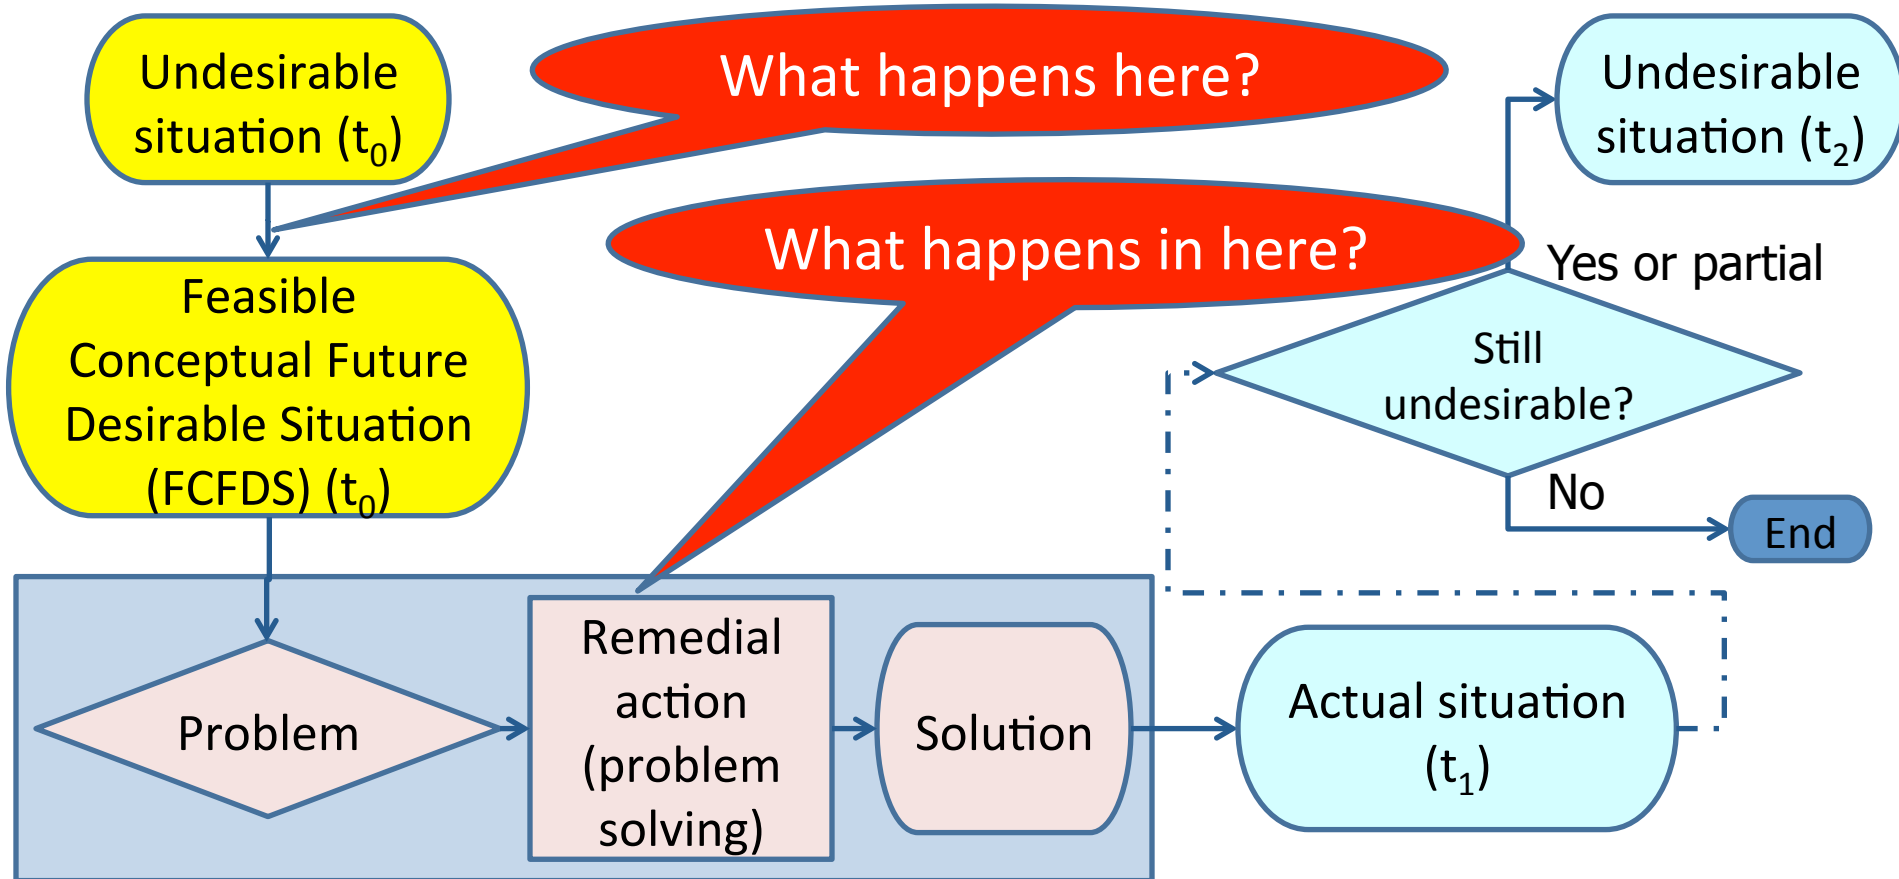 Undesirable
situation (t₀)
What happens here?
Undesirable
situation (t₂)
What happens in here?
Yes or partial
Feasible
Conceptual Future
Desirable Situation
(FCFDS) (t₀)
Still
undesirable?
No
End
Problem
Remedial
action
(problem
solving)
Solution
Actual situation
(t₁)